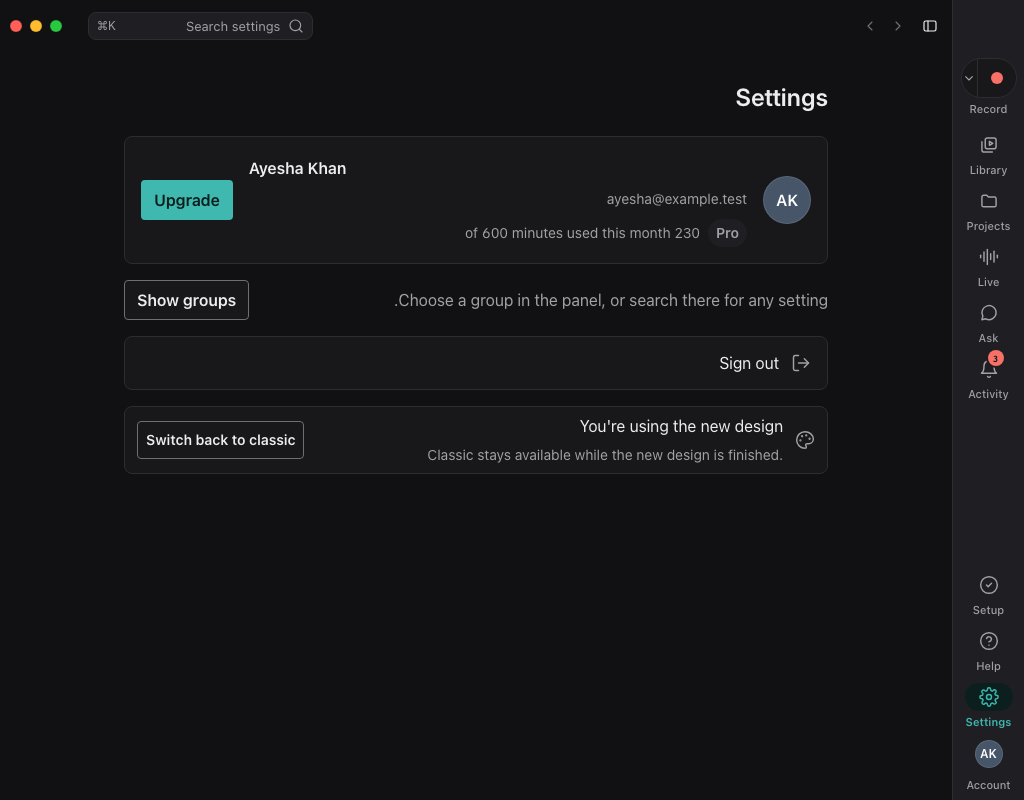 ⌘K
Search settings
Record
Library
Projects
Live
Ask
3
Activity
Setup
Help
Settings
AK
Account
Settings
Ayesha Khan
ayesha@example.test
AK
of 600 minutes used this month 230
Pro
Upgrade
.Choose a group in the panel, or search there for any setting
Show groups
Sign out
You're using the new design
Classic stays available while the new design is finished.
Switch back to classic